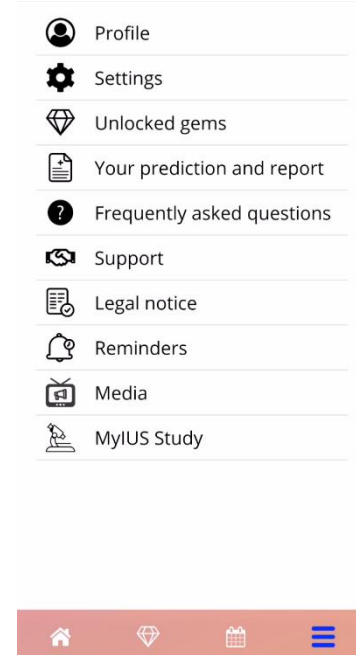 Profile
Settings
Unlocked gems
Your prediction and report
Frequently asked questions
Support
Legal notice
Reminders
Media
MyIUS Study